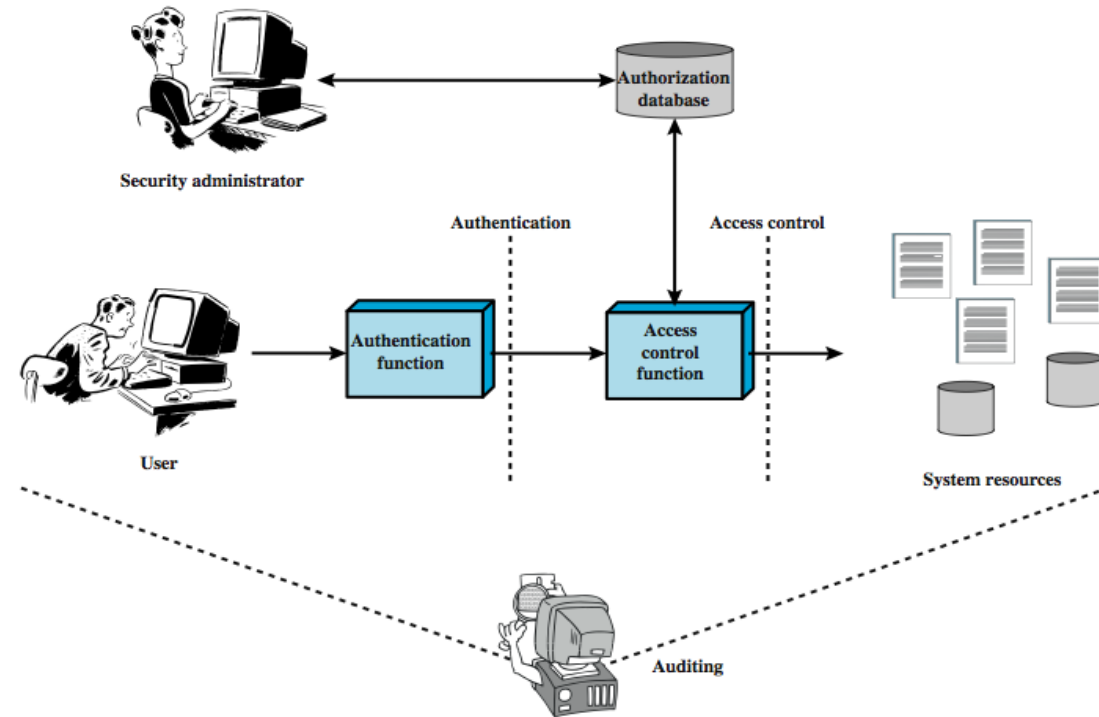 Authorization
database
Security administrator
Authentication
Access control
Authentication
function
Access
control
function
User
System resources
Auditing